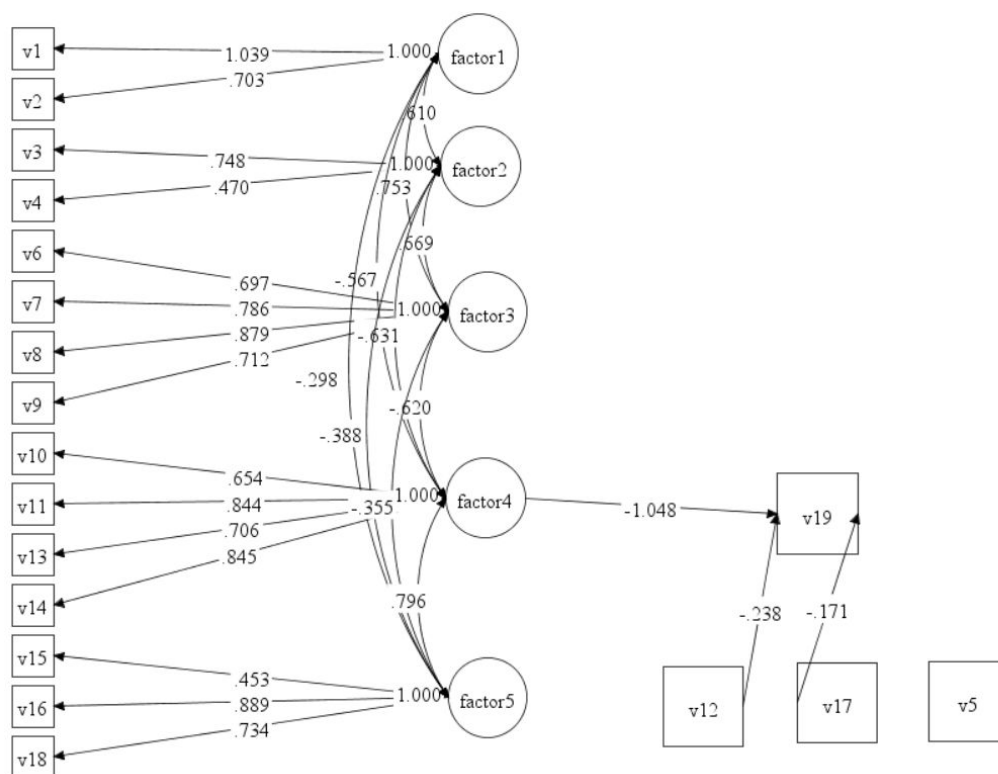 v1
1.039
1.000
factor1
v2
.703
.610
v3
.748
1.000
factor2
v4
.470
.753
v6
.669
.697
-.567
v7
.786
1.000
factor3
v8
.879
-.631
v9
.712
-.298
-.620
-.388
v10
.654
v11
.844
-.355
1.000
factor4
-1.048
v19
v13
.706
v14
.845
.796
-.238
-.171
v15
.453
v16
.889
1.000
factor5
v12
v17
v5
v18
.734